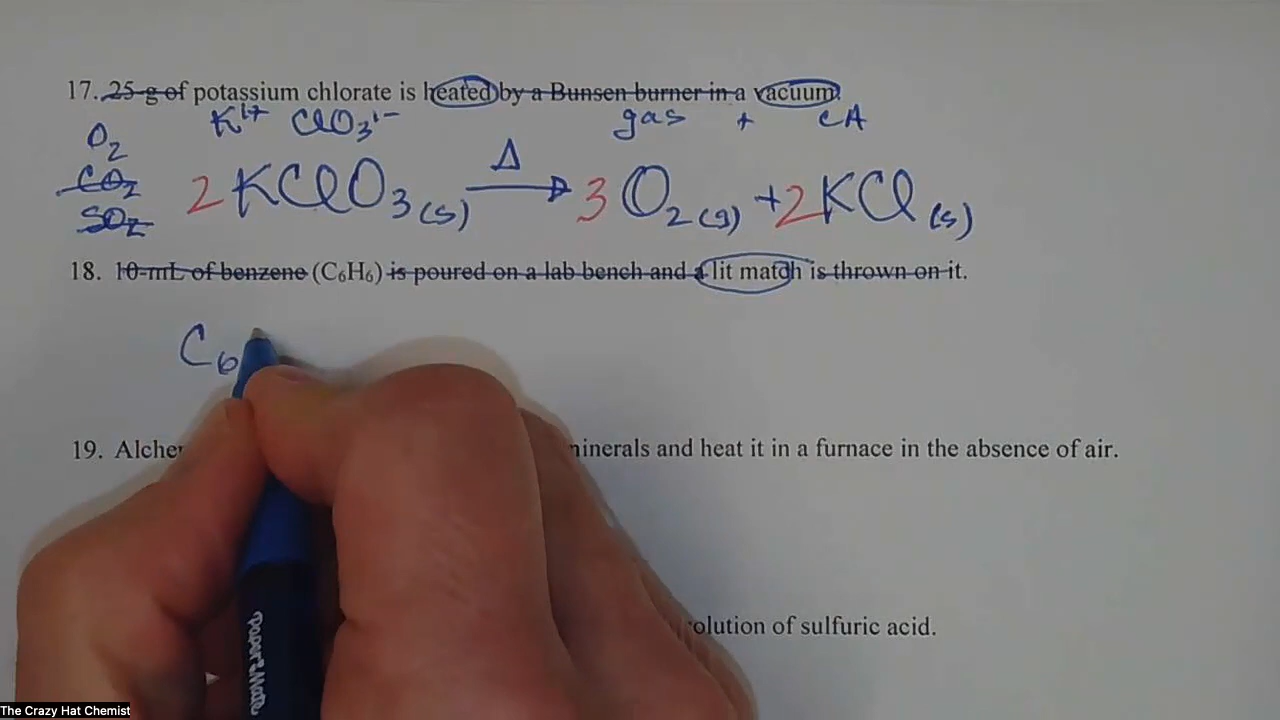 17. 25-g of potassium chlorate is heated by a Bunsen burner in a vacuum.
K¹⁺ ClO₃¹⁻ gas + CA
O₂
CO₂
SO₂
2KClO₃(s) Δ→ 3O₂(g) + 2KCl(s)
18. 10-mL of benzene (C₆H₆) is poured on a lab bench and a lit match is thrown on it.
C₆
19. Alche minerals and heat it in a furnace in the absence of air.
olution of sulfuric acid.
PaperMate
The Crazy Hat Chemist